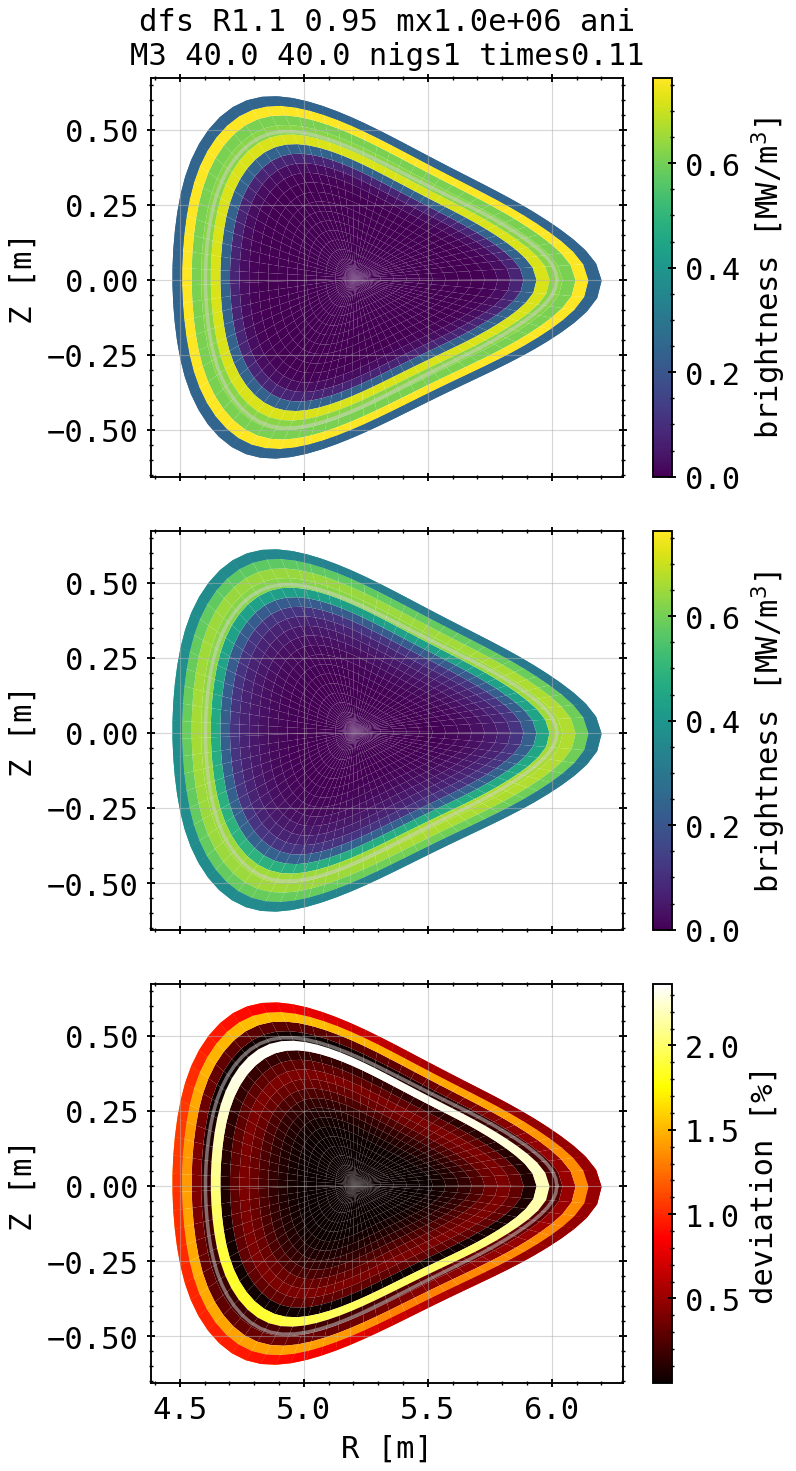 dfs R1.1 0.95 mx1.0e+06 ani
M3 40.0 40.0 nigs1 times0.11
0.50
0.25
0.00
−0.25
−0.50
Z [m]
0.6
0.4
0.2
0.0
brightness [MW/m³]
0.50
0.25
0.00
−0.25
−0.50
Z [m]
0.6
0.4
0.2
0.0
brightness [MW/m³]
0.50
0.25
0.00
−0.25
−0.50
Z [m]
4.5 5.0 5.5 6.0
R [m]
2.0
1.5
1.0
0.5
deviation [%]